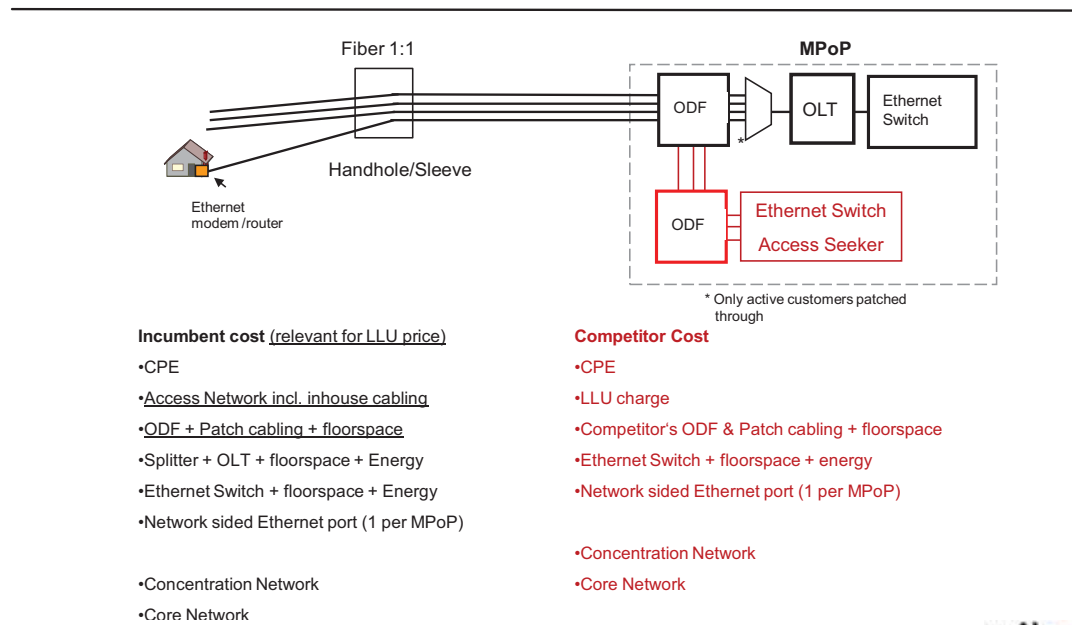 Fiber 1:1
MPoP
ODF
OLT
Ethernet
Switch
*
Handhole/Sleeve
Ethernet
modem/router
ODF
Ethernet Switch
Access Seeker
* Only active customers patched
through
Incumbent cost (relevant for LLU price)
•CPE
•Access Network incl. inhouse cabling
•ODF + Patch cabling + floorspace
•Splitter + OLT + floorspace + Energy
•Ethernet Switch + floorspace + Energy
•Network sided Ethernet port (1 per MPoP)
•Concentration Network
•Core Network
Competitor Cost
•CPE
•LLU charge
•Competitor's ODF & Patch cabling + floorspace
•Ethernet Switch + floorspace + energy
•Network sided Ethernet port (1 per MPoP)
•Concentration Network
•Core Network